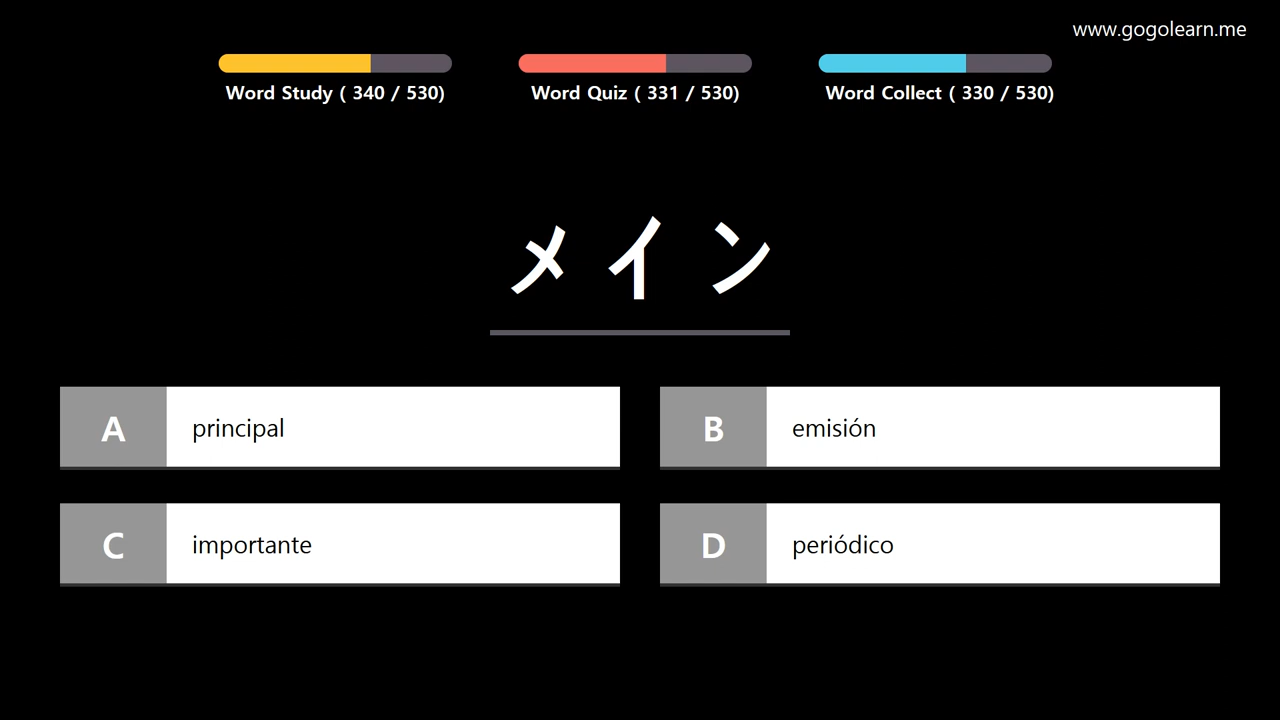 www.gogolearn.me
Word Study ( 340 / 530)
Word Quiz ( 331 / 530)
Word Collect ( 330 / 530)
メイン
A principal
B emisión
C importante
D periódico